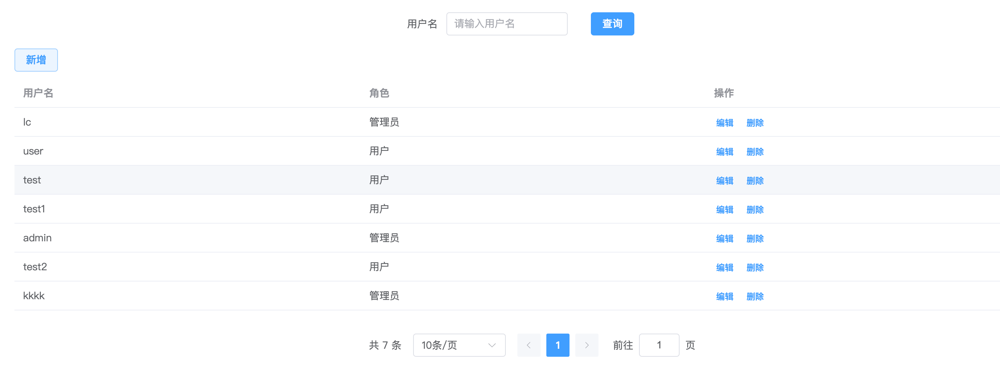 用户名 请输入用户名 查询
新增
用户名 角色 操作
lc 管理员 编辑 删除
user 用户 编辑 删除
test 用户 编辑 删除
test1 用户 编辑 删除
admin 管理员 编辑 删除
test2 用户 编辑 删除
kkkk 管理员 编辑 删除
共 7 条 10条/页 1 前往 1 页